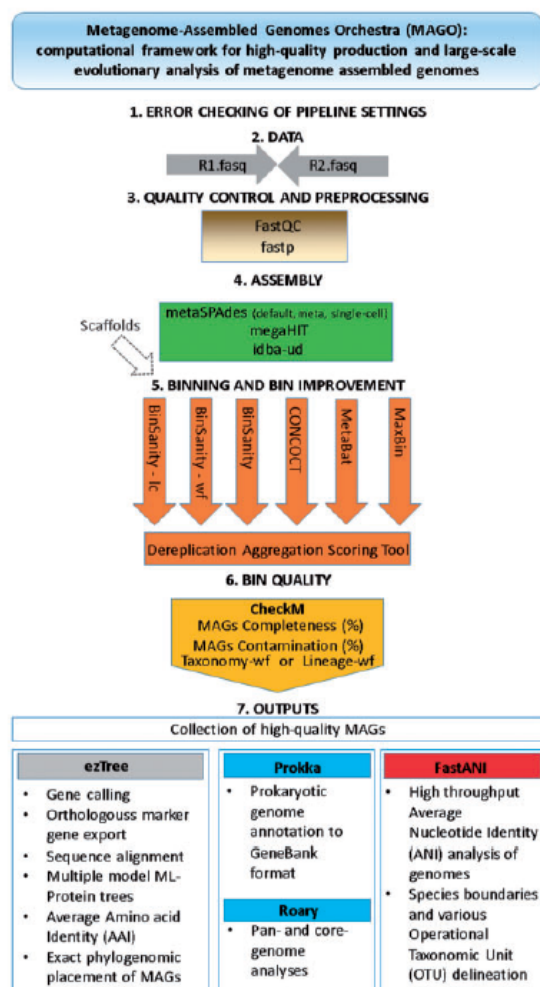 Metagenome-Assembled Genomes Orchestra (MAGO):
computational framework for high-quality production and large-scale
evolutionary analysis of metagenome assembled genomes
1. ERROR CHECKING OF PIPELINE SETTINGS
2. DATA
R1.fasq
R2.fasq
3. QUALITY CONTROL AND PREPROCESSING
FastQC
fastp
4. ASSEMBLY
Scaffolds
metaSPAdes (default, meta, single-cell)
megaHIT
idba-ud
5. BINNING AND BIN IMPROVEMENT
BinSanity - lc
BinSanity - wf
BinSanity
CONCOCT
MetaBat
MaxBin
Dereplication Aggregation Scoring Tool
6. BIN QUALITY
CheckM
MAGs Completeness (%)
MAGs Contamination (%)
Taxonomy-wf or Lineage-wf
7. OUTPUTS
Collection of high-quality MAGs
ezTree
• Gene calling
• Orthologouss marker
gene export
• Sequence alignment
• Multiple model ML-
Protein trees
• Average Amino acid
Identity (AAI)
• Exact phylogenomic
placement of MAGs
Prokka
• Prokaryotic
genome
annotation to
GeneBank
format
Roary
• Pan- and core-
genome
analyses
FastANI
• High throughput
Average
Nucleotide Identity
(ANI) analysis of
genomes
• Species boundaries
and various
Operational
Taxonomic Unit
(OTU) delineation